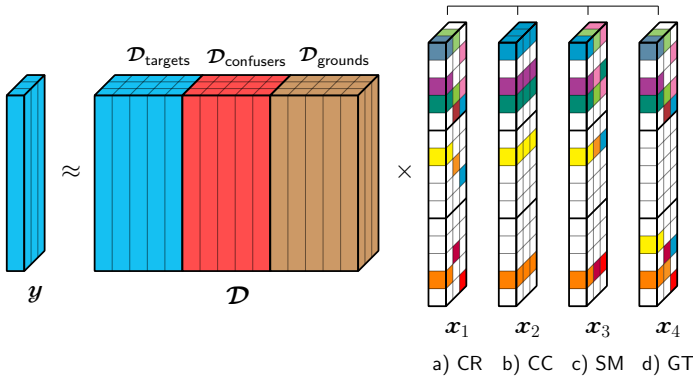 𝓓targets 𝓓confusers 𝓓grounds
≈ ×
𝒚 𝓓 𝒙1 𝒙2 𝒙3 𝒙4
a) CR b) CC c) SM d) GT